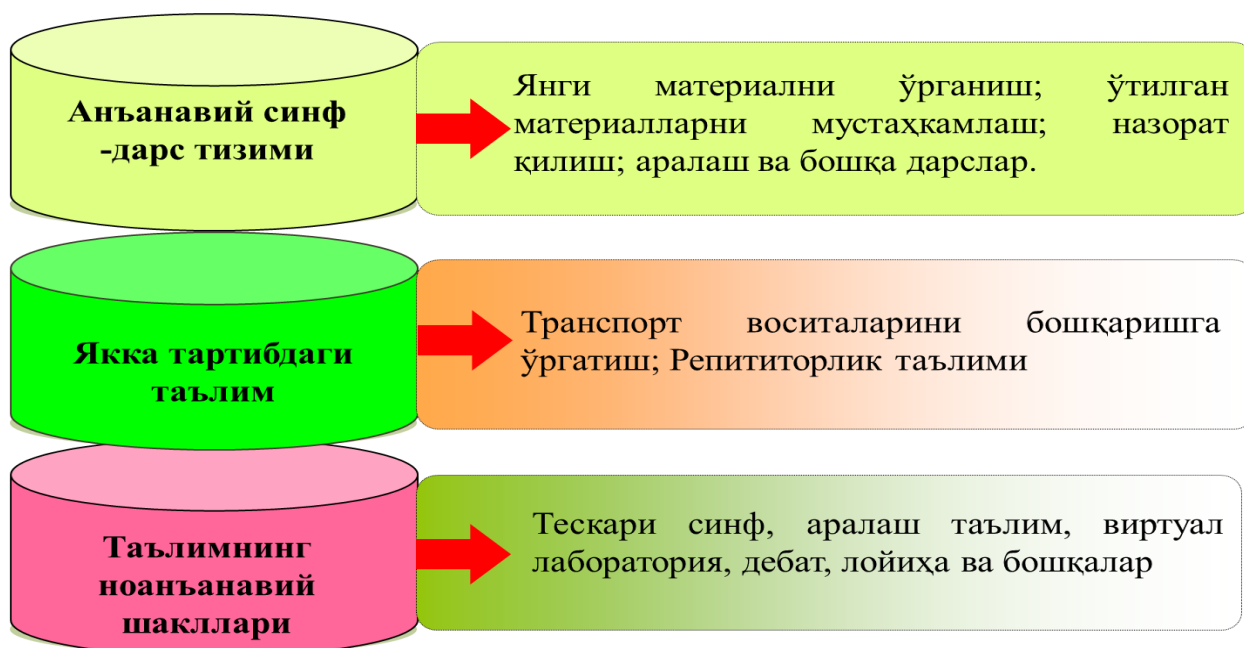 Анъанавий синф
-дарс тизими
Янги материални ўрганиш; ўтилган
материалларни мустаҳкамлаш; назорат
қилиш; аралаш ва бошқа дарслар.
Якка тартибдаги
таълим
Транспорт воситаларини бошқаришга
ўргатиш; Репититорлик таълими
Таълимнинг
ноанъанавий
шакллари
Тескари синф, аралаш таълим, виртуал
лаборатория, дебат, лойиҳа ва бошқалар